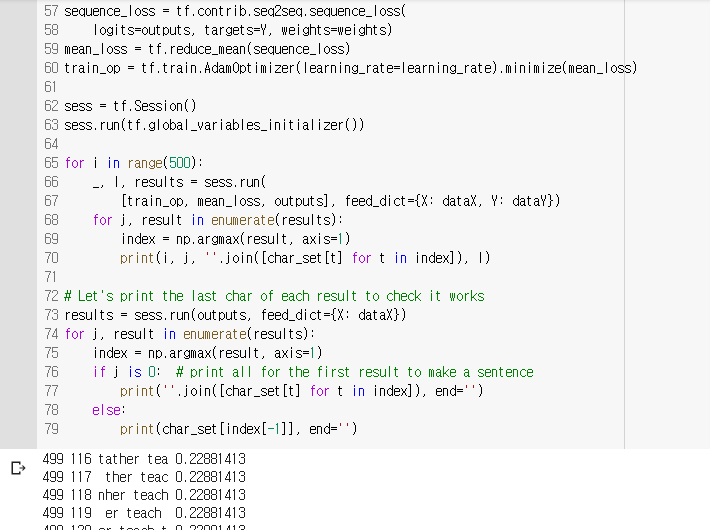 57 sequence_loss = tf.contrib.seq2seq.sequence_loss(
58     logits=outputs, targets=Y, weights=weights)
59 mean_loss = tf.reduce_mean(sequence_loss)
60 train_op = tf.train.AdamOptimizer(learning_rate=learning_rate).minimize(mean_loss)
61
62 sess = tf.Session()
63 sess.run(tf.global_variables_initializer())
64
65 for i in range(500):
66     _, l, results = sess.run(
67         [train_op, mean_loss, outputs], feed_dict={X: dataX, Y: dataY})
68     for j, result in enumerate(results):
69         index = np.argmax(result, axis=1)
70         print(i, j, ''.join([char_set[t] for t in index]), l)
71
72 # Let's print the last char of each result to check it works
73 results = sess.run(outputs, feed_dict={X: dataX})
74 for j, result in enumerate(results):
75     index = np.argmax(result, axis=1)
76     if j is 0:  # print all for the first result to make a sentence
77         print(''.join([char_set[t] for t in index]), end='')
78     else:
79         print(char_set[index[-1]], end='')
499 116 tather tea 0.22881413
499 117  ther teac 0.22881413
499 118 nher teach 0.22881413
499 119  er teach  0.22881413
499 120 er teach t 0.22881413